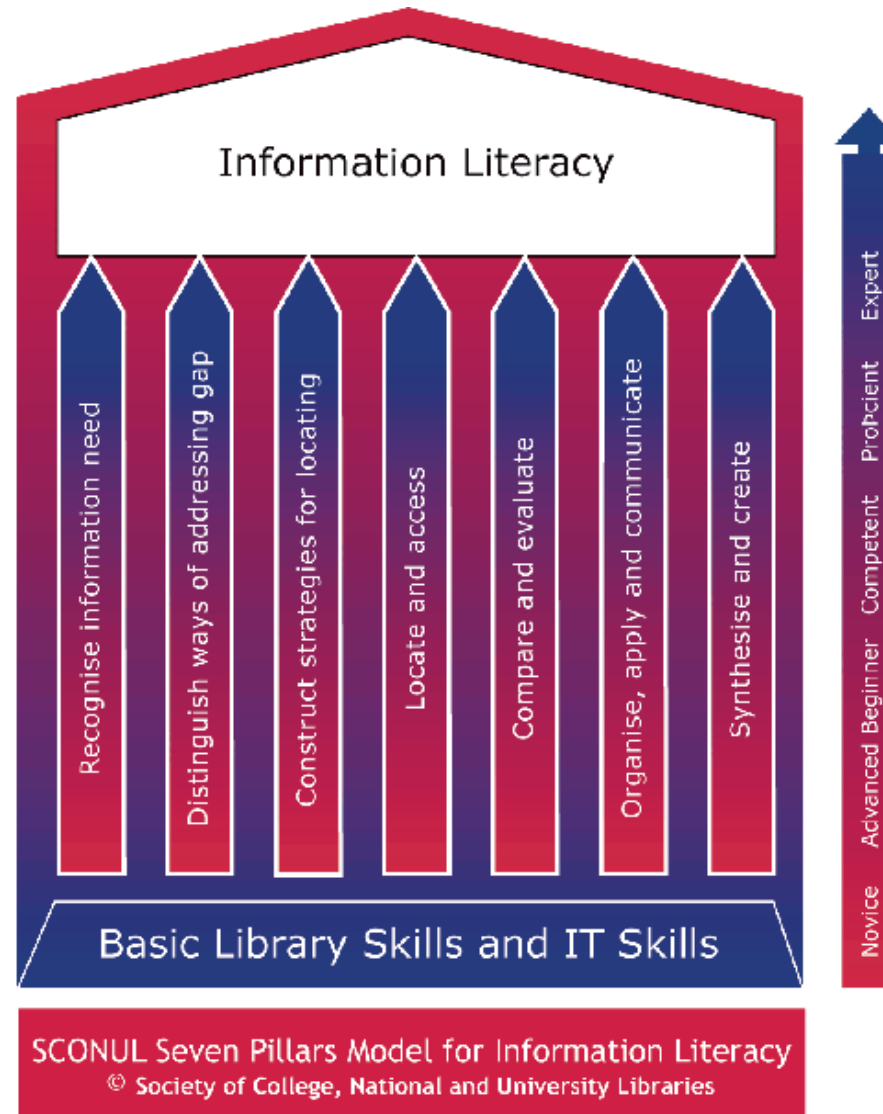 Information Literacy
Recognise information need
Distinguish ways of addressing gap
Construct strategies for locating
Locate and access
Compare and evaluate
Organise, apply and communicate
Synthesise and create
Basic Library Skills and IT Skills
Novice Advanced Beginner Competent ProÞcient Expert
SCONUL Seven Pillars Model for Information Literacy
© Society of College, National and University Libraries